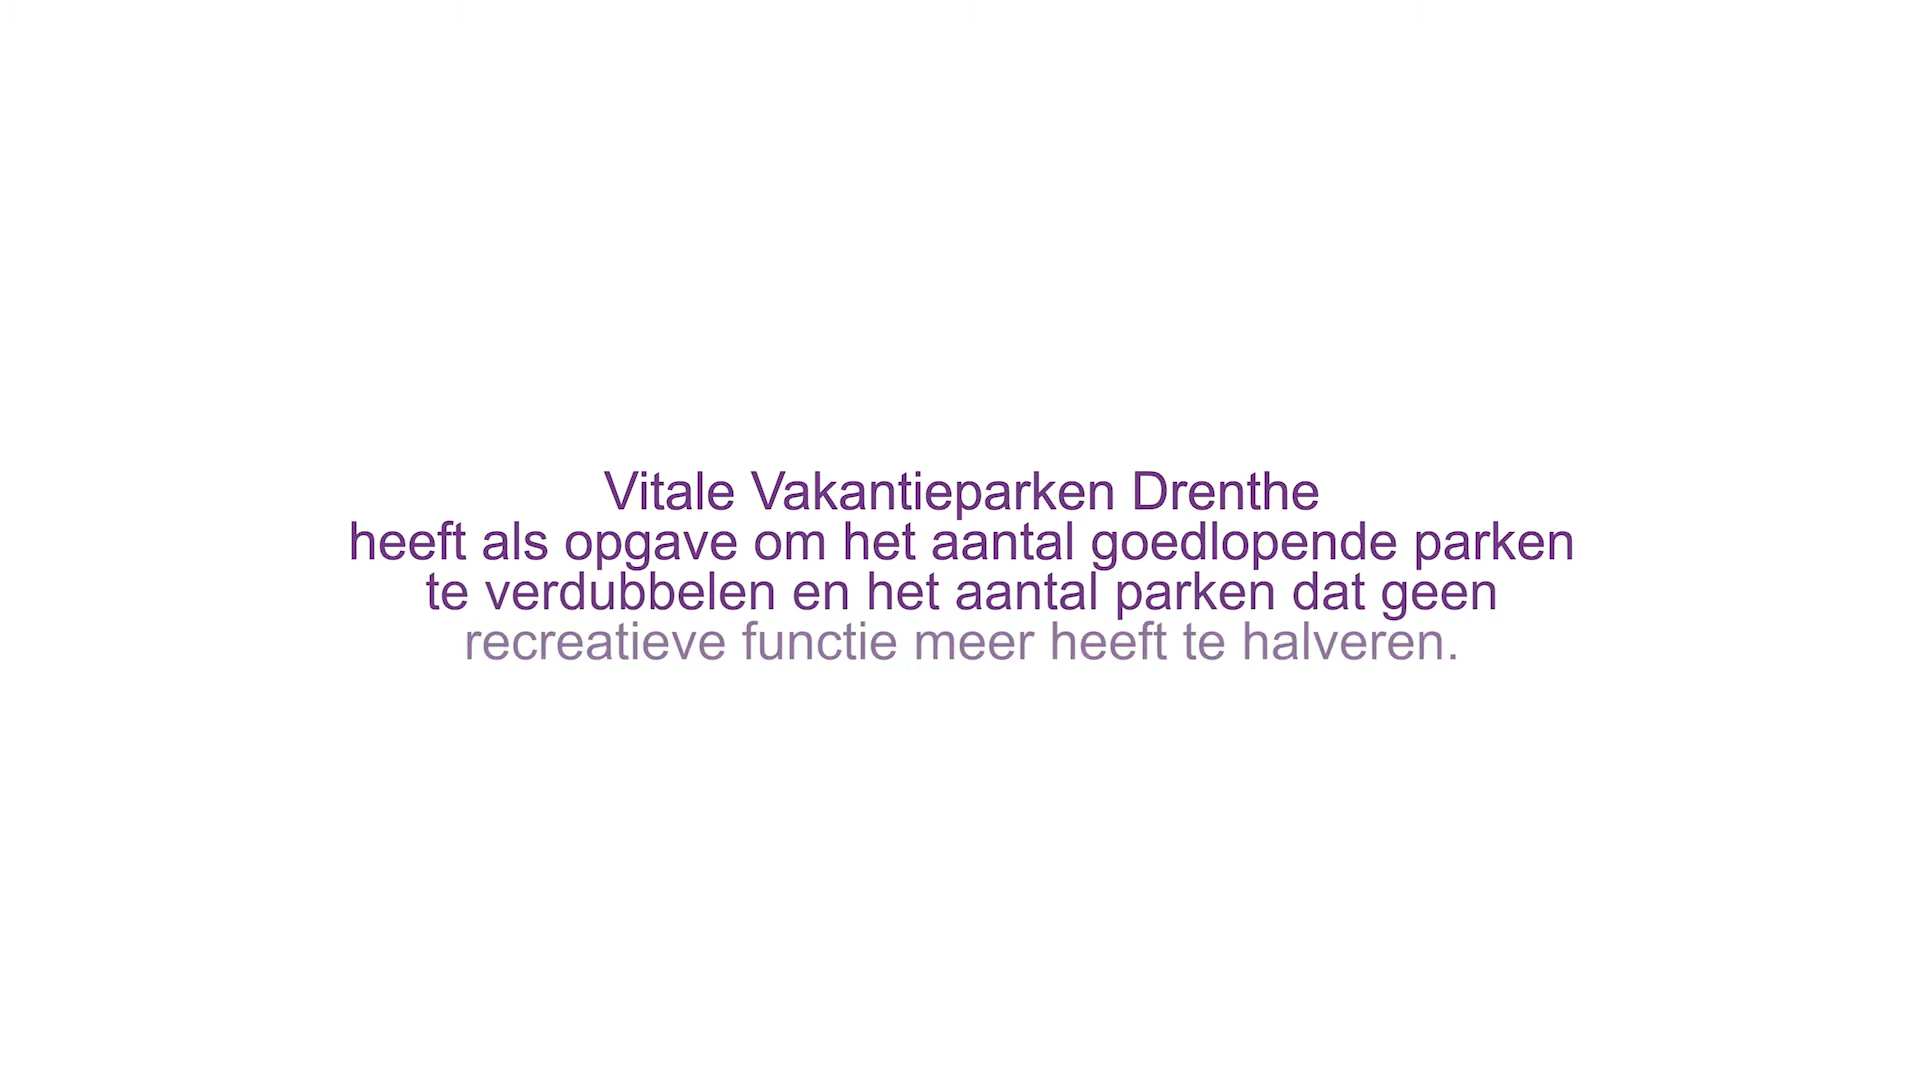 Vitale Vakantieparken Drenthe
heeft als opgave om het aantal goedlopende parken
te verdubbelen en het aantal parken dat geen
recreatieve functie meer heeft te halveren.